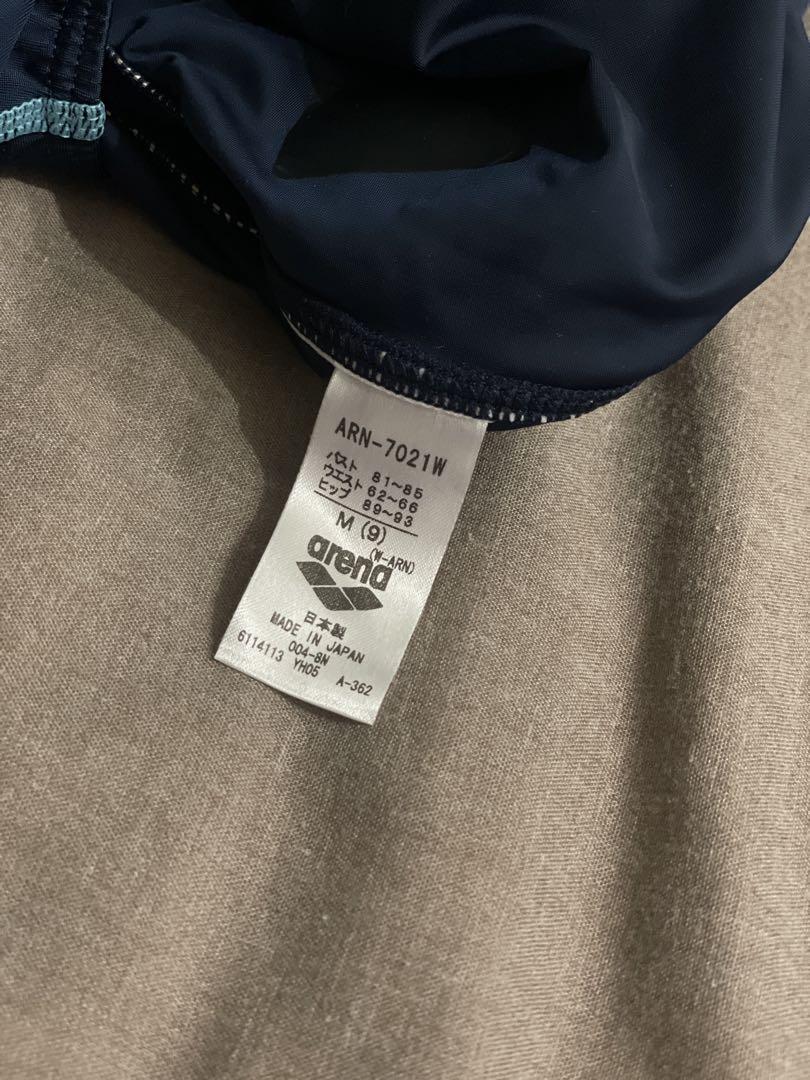 ARN-7021W
バスト 81~85
ウエスト 62~66
ヒップ 89~93
M (9)
(W-ARN)
arena
日本製
MADE IN JAPAN
004-8N
6114113 YH05 A-362